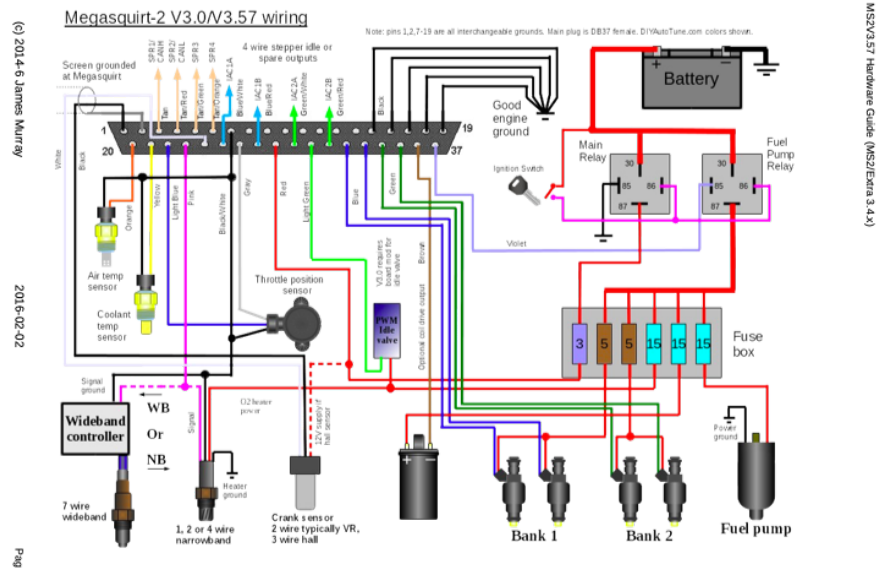 Megasquirt-2 V3.0/V3.57 wiring
Note: pins 1,2,7-19 are all interchangeable grounds. Main plug is DB37 female. DIYAutoTune.com colors shown.
(c) 2014-6 James Murray
2016-02-02
Pag
MS2V3.57 Hardware Guide (MS2/Extra 3.4.x)
Screen grounded
at Megasquirt
SPR1/
CANH
SPR2/
CANL
SPR3
SPR4
4 wire stepper idle or
spare outputs
IAC1A
IAC1B
IAC2A
IAC2B
Tan
Tan/Red
Tan/Green
Tan/Orange
Blue/White
Blue/Red
Green/White
Green/Red
Black
1
19
20
37
Good
engine
ground
Battery
+
-
Main
Relay
30
85
86
87
Fuel
Pump
Relay
30
85
86
87
Ignition Switch
White
Black
Orange
Yellow
Light Blue
Pink
Black/White
Gray
Red
Light Green
Blue
Green
Brown
Violet
Air temp
sensor
Coolant
temp
sensor
Throttle position
sensor
V3.0 requires
board mod for
idle valve
PWM
Idle
valve
Optional coil drive output
3
5
5
15
15
15
Fuse
box
Signal
ground
Wideband
controller
WB
Or
NB
Signal
O2 heater
power
12V supply if
hall sensor
Heater
ground
Power
ground
+
-
7 wire
wideband
1, 2 or 4 wire
narrowband
Crank sensor
2 wire typically VR,
3 wire hall
Bank 1
Bank 2
Fuel pump